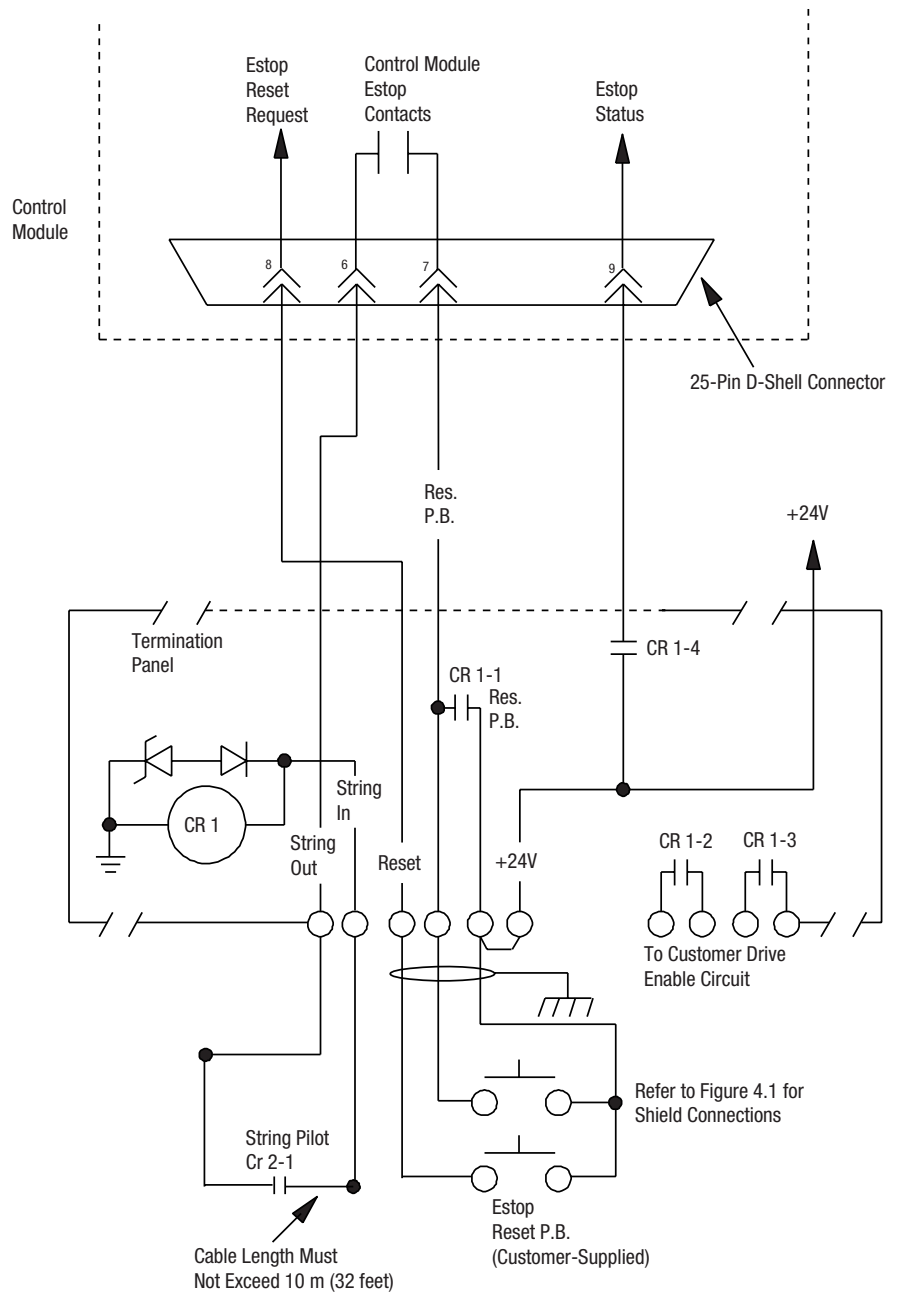 Estop
Reset
Request
Control Module
Estop
Contacts
Estop
Status
Control
Module
8
6
7
9
25-Pin D-Shell Connector
Res.
P.B.
+24V
Termination
Panel
CR 1-4
CR 1-1
Res.
P.B.
String
In
CR 1
String
Out
Reset
+24V
CR 1-2
CR 1-3
To Customer Drive
Enable Circuit
Refer to Figure 4.1 for
Shield Connections
String Pilot
Cr 2-1
Estop
Reset P.B.
(Customer-Supplied)
Cable Length Must
Not Exceed 10 m (32 feet)